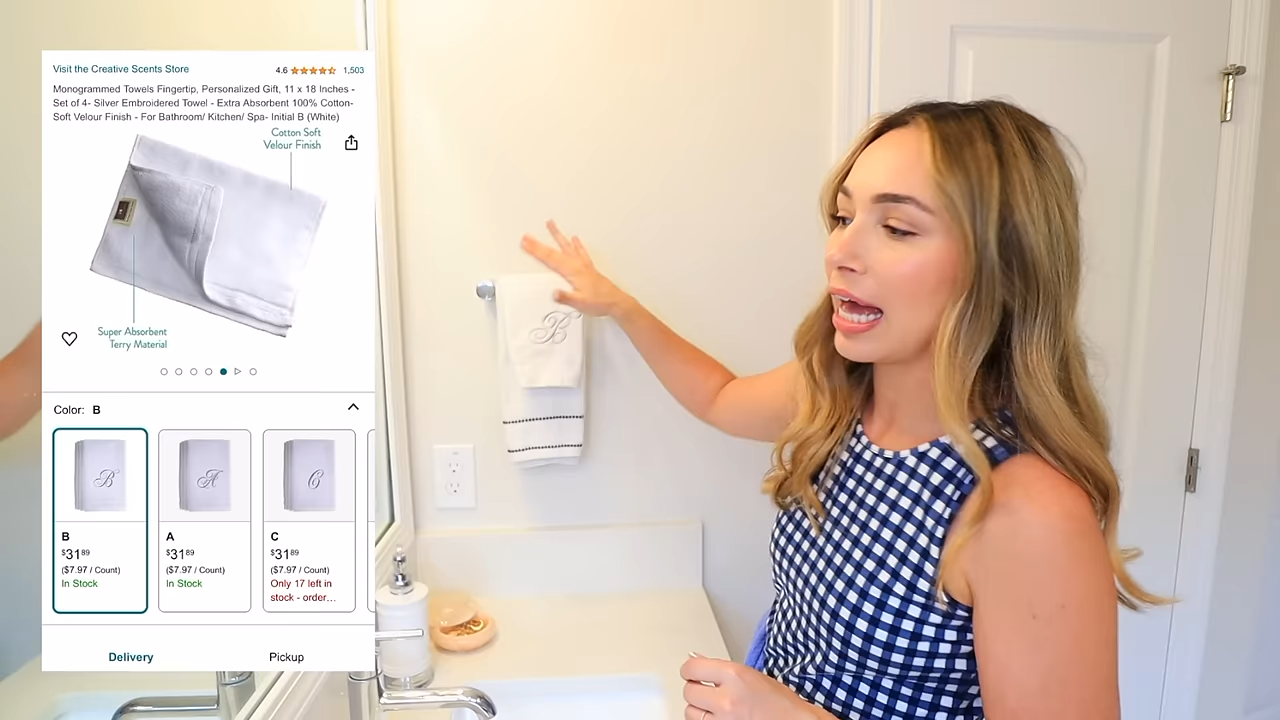 Visit the Creative Scents Store
4.6 1,503
Monogrammed Towels Fingertip, Personalized Gift, 11 x 18 Inches -
Set of 4- Silver Embroidered Towel - Extra Absorbent 100% Cotton-
Soft Velour Finish - For Bathroom/ Kitchen/ Spa- Initial B (White)
Cotton Soft
Velour Finish
Super Absorbent
Terry Material
Color: B
B A C
B A C
$31.89 $31.89 $31.89
($7.97 / Count) ($7.97 / Count) ($7.97 / Count)
In Stock In Stock Only 17 left in
stock - order...
Delivery Pickup
B